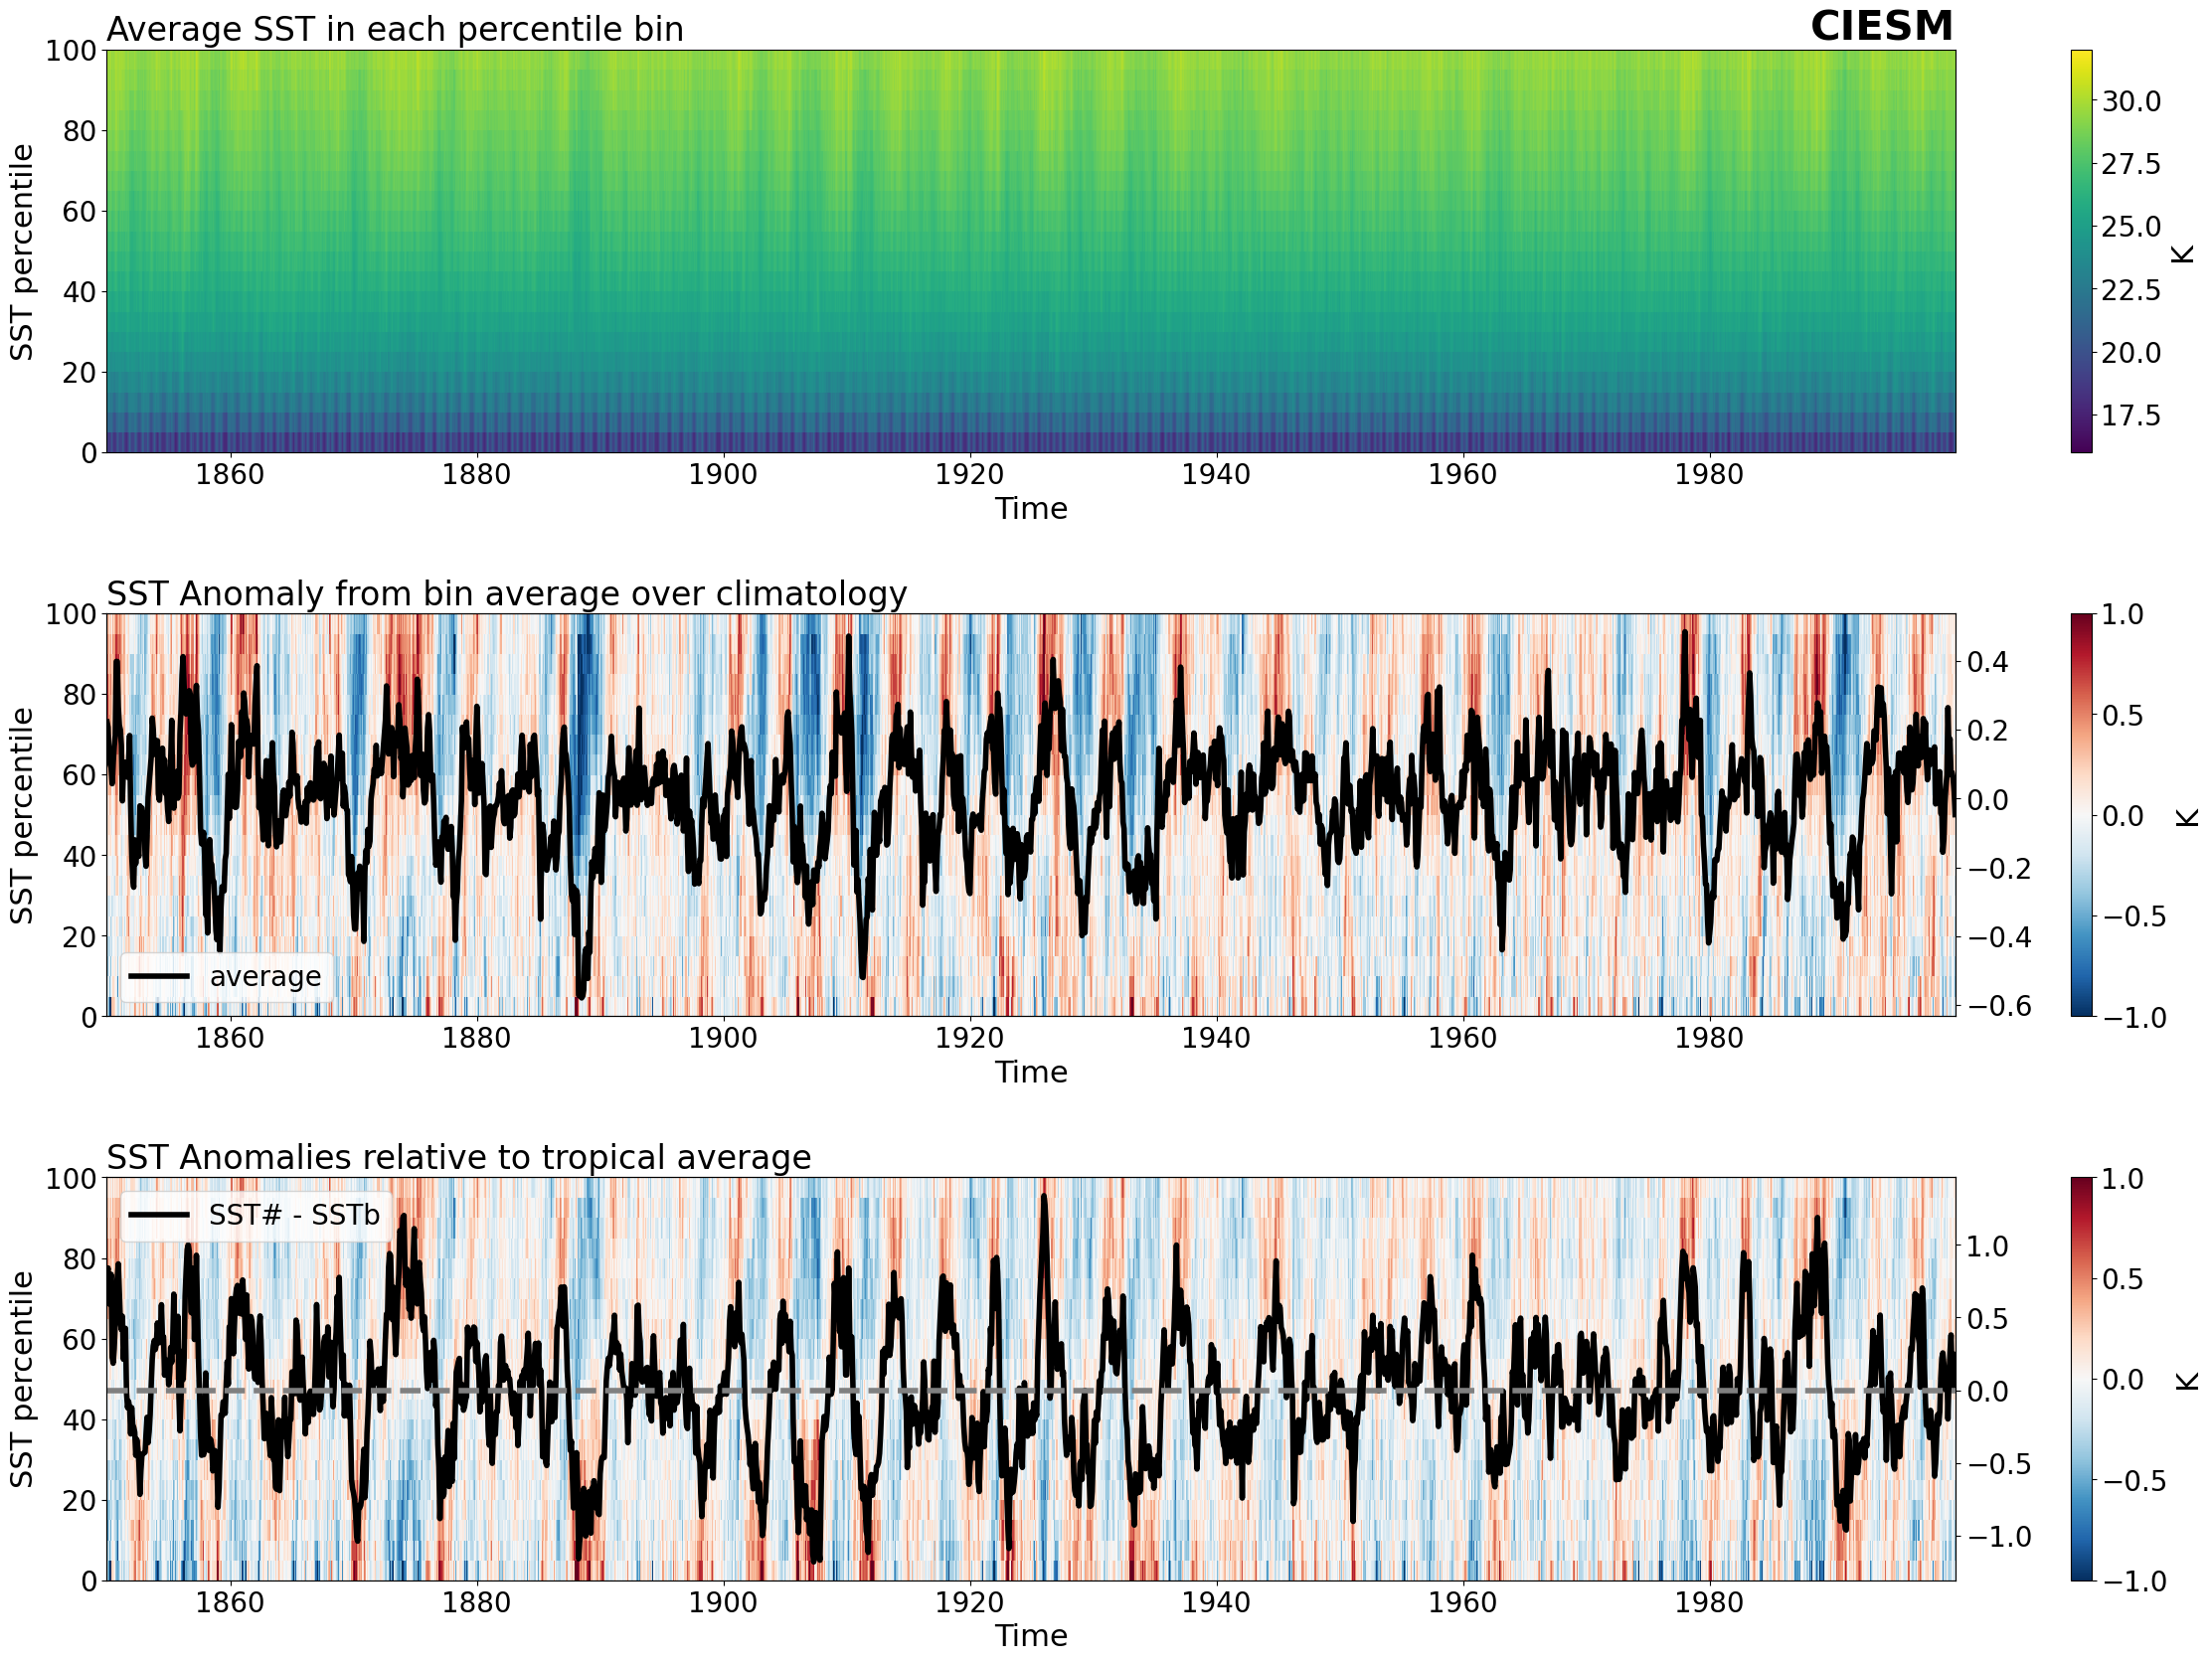 Average SST in each percentile bin
CIESM
100
80
60
40
20
0
SST percentile
1860 1880 1900 1920 1940 1960 1980
Time
30.0
27.5
25.0
22.5
20.0
17.5
K
SST Anomaly from bin average over climatology
100
80
60
40
20
0
SST percentile
average
0.4
0.2
0.0
−0.2
−0.4
−0.6
1860 1880 1900 1920 1940 1960 1980
Time
1.0
0.5
0.0
−0.5
−1.0
K
SST Anomalies relative to tropical average
100
80
60
40
20
0
SST percentile
SST# - SSTb
1.0
0.5
0.0
−0.5
−1.0
1860 1880 1900 1920 1940 1960 1980
Time
1.0
0.5
0.0
−0.5
−1.0
K